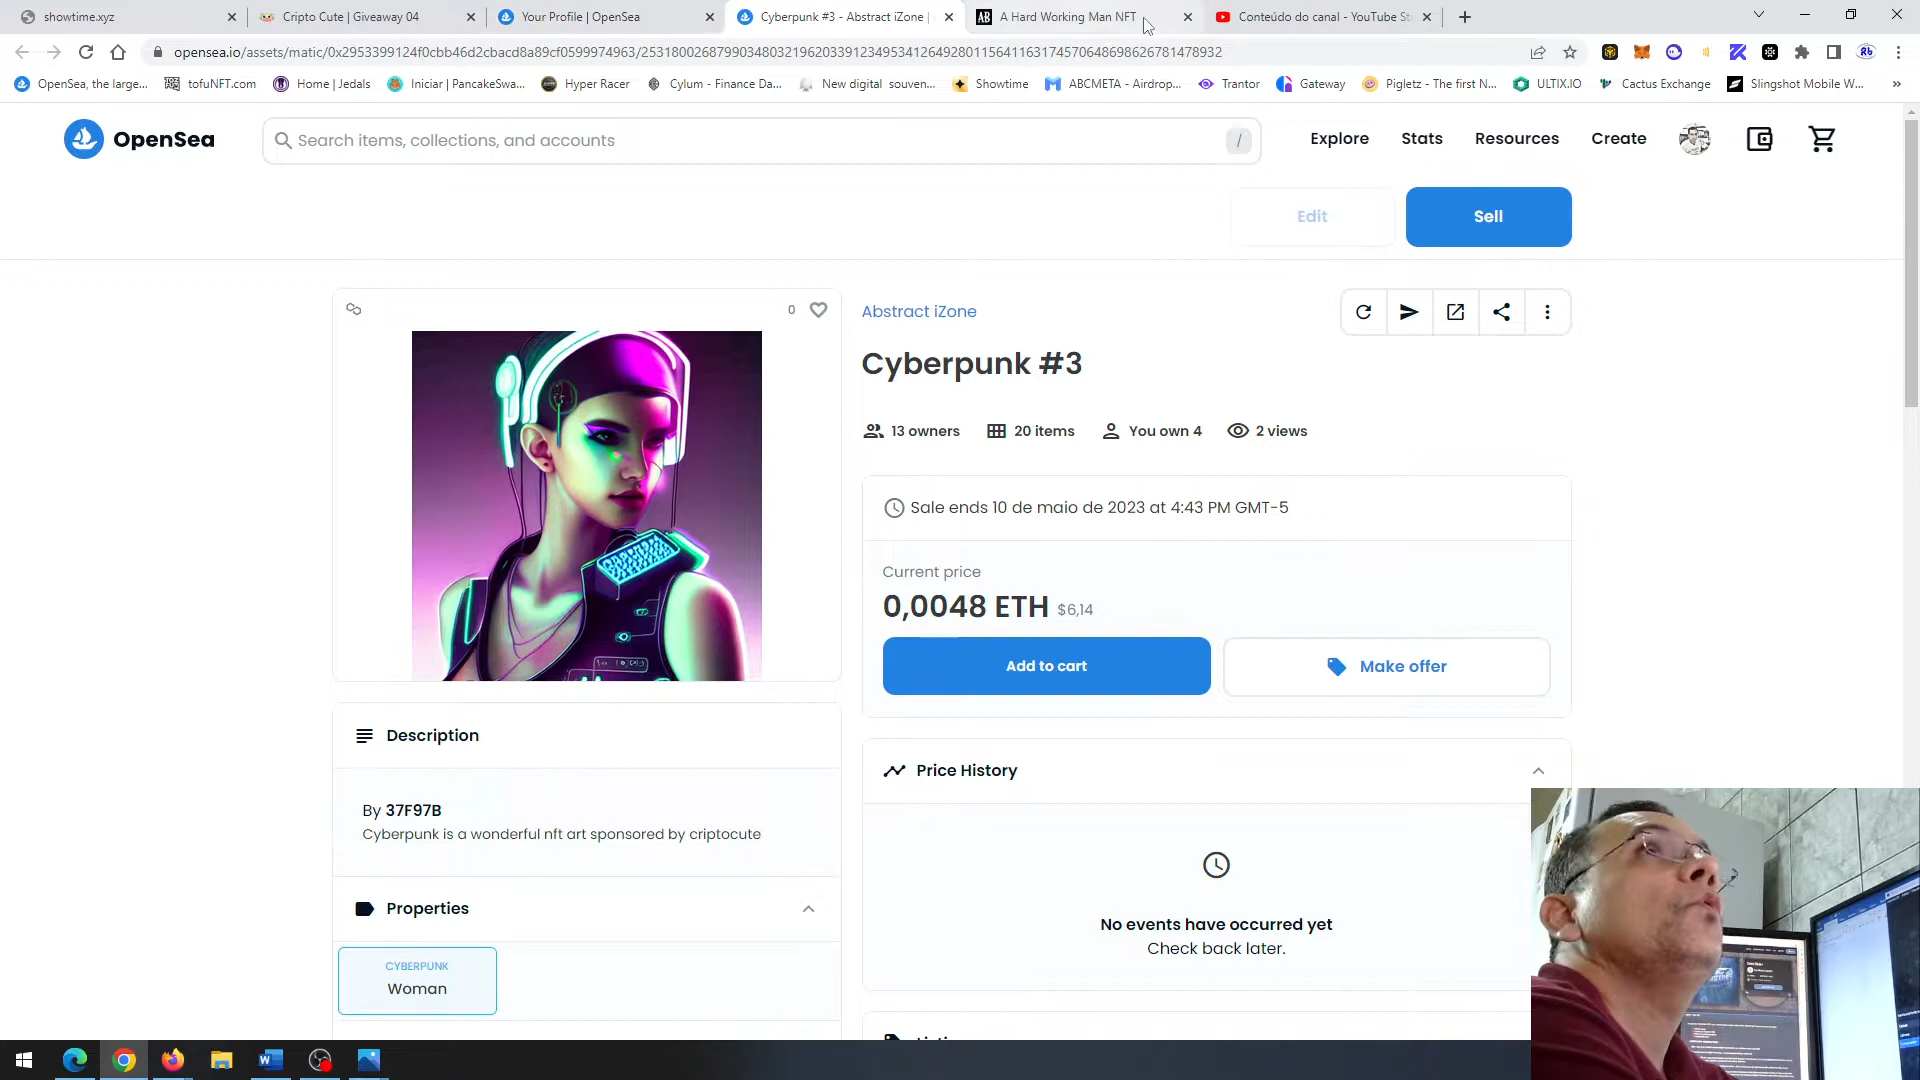 showtime.xyz
Cripto Cute | Giveaway 04
Your Profile | OpenSea
Cyberpunk #3 - Abstract iZone |
AB
A Hard Working Man NFT
Conteúdo do canal - YouTube St
opensea.io/assets/matic/0x2953399124f0cbb46d2cbacd8a89cf0599974963/25318002687990348032196203391234953412649280115641163174570648698626781478932
OpenSea, the large...
tofuNFT.com
Home | Jedals
Iniciar | PancakeSwa...
Hyper Racer
Cylum - Finance Da...
New digital souven...
Showtime
ABCMETA - Airdrop...
Trantor
Gateway
Pigletz - The first N...
ULTIX.IO
Cactus Exchange
Slingshot Mobile W...
»
OpenSea
Search items, collections, and accounts
/
Explore
Stats
Resources
Create
Edit
Sell
0
Abstract iZone
Cyberpunk #3
13 owners
20 items
You own 4
2 views
Sale ends 10 de maio de 2023 at 4:43 PM GMT-5
Current price
0,0048 ETH $6,14
Add to cart
Make offer
Description
By 37F97B
Cyberpunk is a wonderful nft art sponsored by criptocute
Properties
CYBERPUNK
Woman
Price History
No events have occurred yet
Check back later.